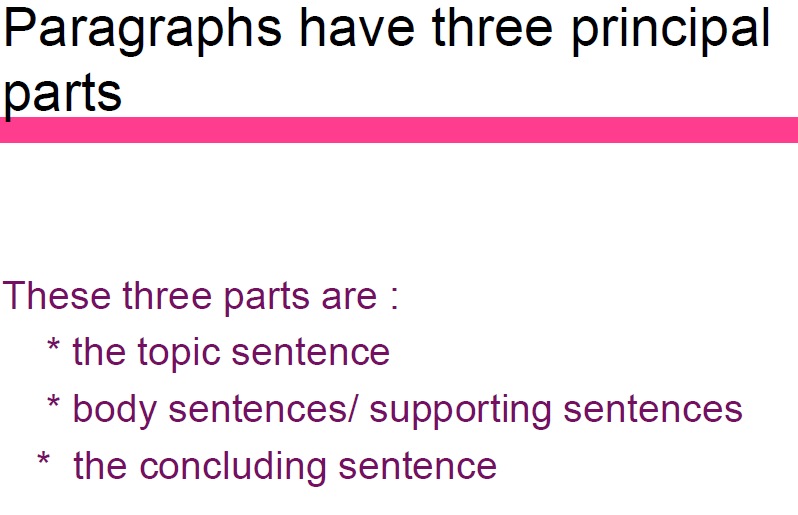 Paragraphs have three principal
parts
These three parts are :
* the topic sentence
* body sentences/ supporting sentences
* the concluding sentence